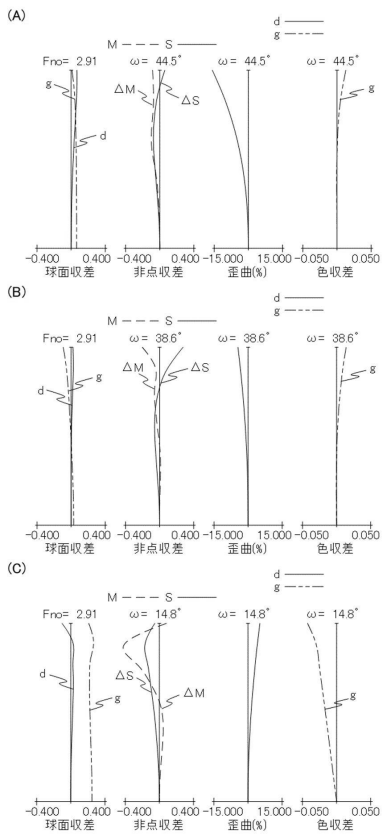 (A)
d ———
g —-—-—
M — — — S ———
Fno= 2.91 ω= 44.5° ω= 44.5° ω= 44.5°
g ΔM ΔS g
d
-0.400 0.400 -0.400 0.400 -15.000 15.000 -0.050 0.050
球面収差 非点収差 歪曲(%) 色収差
(B)
d ———
g —-—-—
M — — — S ———
Fno= 2.91 ω= 38.6° ω= 38.6° ω= 38.6°
d g ΔM ΔS g
-0.400 0.400 -0.400 0.400 -15.000 15.000 -0.050 0.050
球面収差 非点収差 歪曲(%) 色収差
(C)
d ———
g —-—-—
M — — — S ———
Fno= 2.91 ω= 14.8° ω= 14.8° ω= 14.8°
d g ΔS ΔM g
-0.400 0.400 -0.400 0.400 -15.000 15.000 -0.050 0.050
球面収差 非点収差 歪曲(%) 色収差